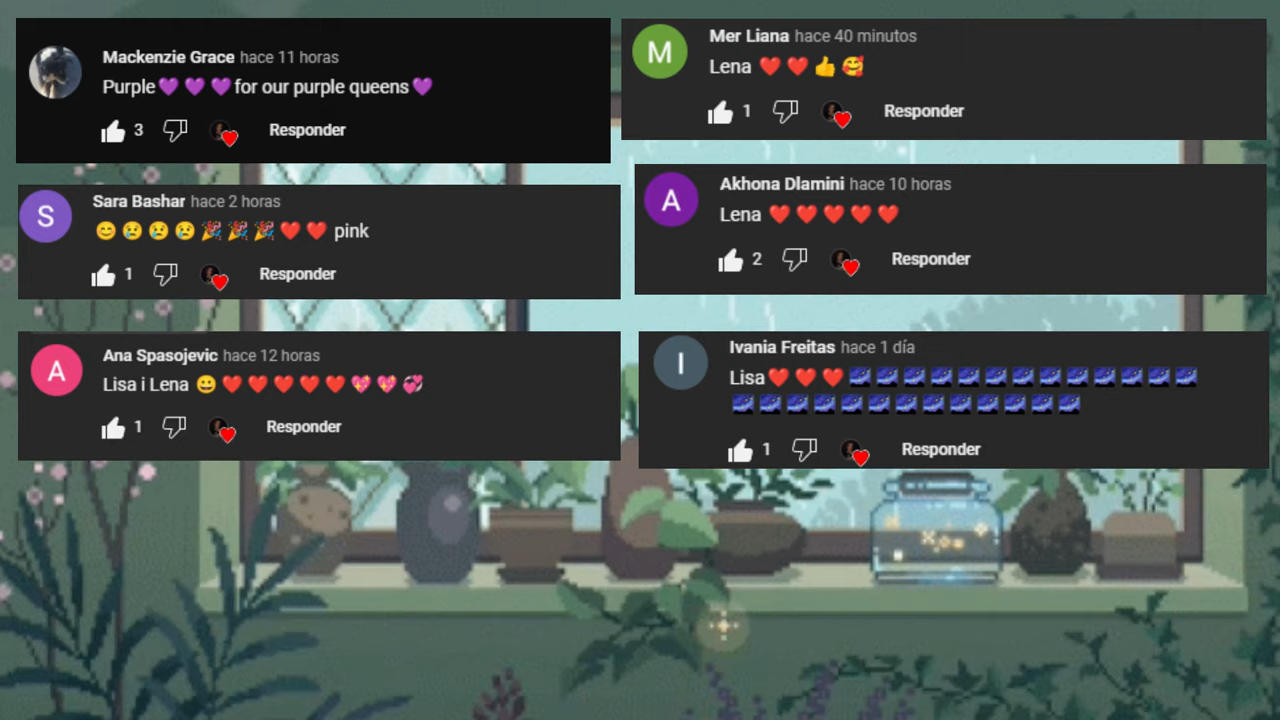 Mackenzie Grace hace 11 horas
Purple💜 💜 💜for our purple queens💜
3 Responder
Mer Liana hace 40 minutos
Lena ❤️ ❤️ 👍 🥰
1 Responder
S
Sara Bashar hace 2 horas
😊 😢 😢 😢 🎉 🎉 🎉 ❤️ ❤️ pink
1 Responder
M
A
Akhona Dlamini hace 10 horas
Lena ❤️ ❤️ ❤️ ❤️ ❤️
2 Responder
A
Ana Spasojevic hace 12 horas
Lisa i Lena 😀 ❤️ ❤️ ❤️ ❤️ ❤️ 💖 💖 💞
1 Responder
I
Ivania Freitas hace 1 día
Lisa❤️ ❤️ ❤️ 🌌 🌌 🌌 🌌 🌌 🌌 🌌 🌌 🌌 🌌 🌌 🌌 🌌
🌌 🌌 🌌 🌌 🌌 🌌 🌌 🌌 🌌 🌌 🌌 🌌 🌌
1 Responder